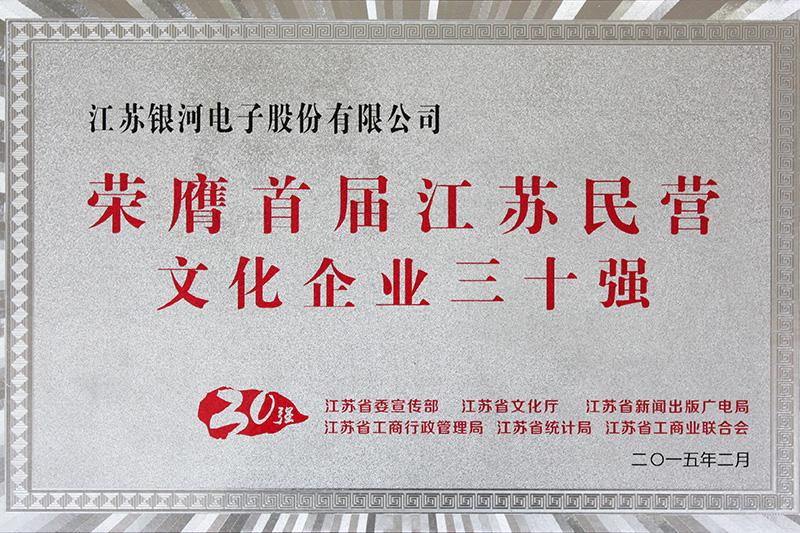 江苏银河电子股份有限公司
荣膺首届江苏民营
文化企业三十强
30强
江苏省委宣传部 江苏省文化厅 江苏省新闻出版广电局
江苏省工商行政管理局 江苏省统计局 江苏省工商业联合会
二〇一五年二月